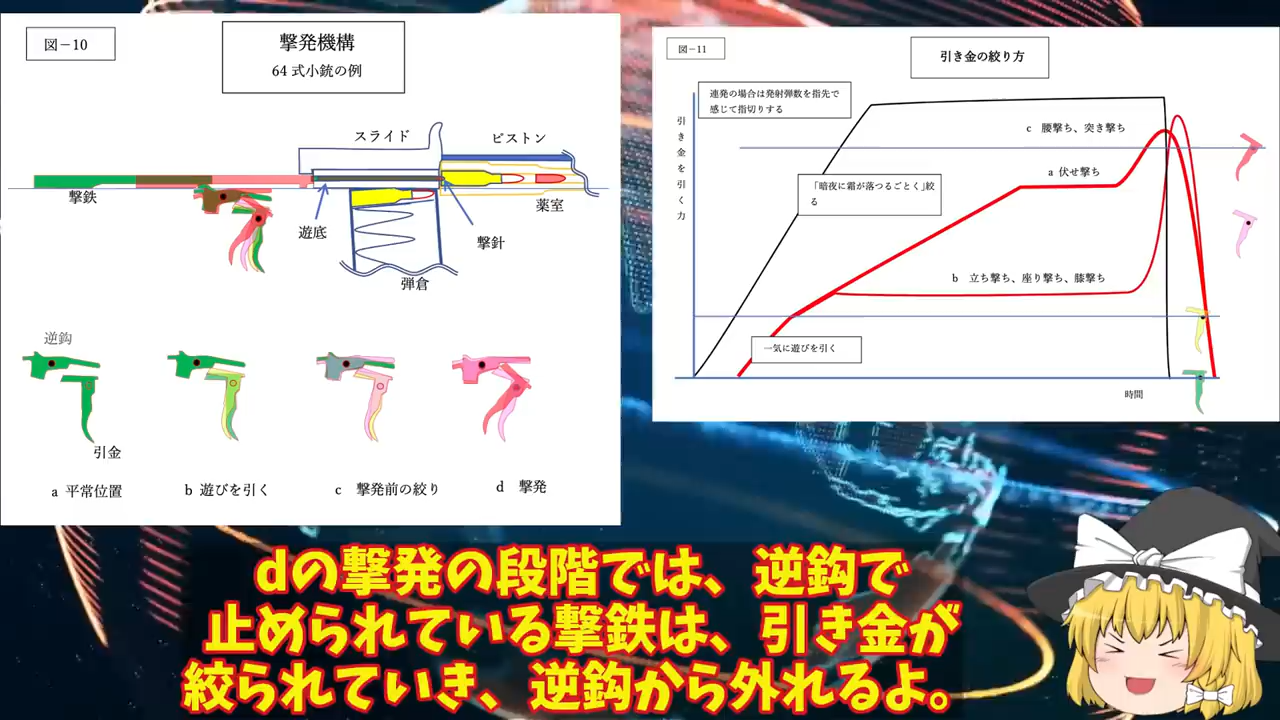 図－10
撃発機構
64 式小銃の例
スライド
ピストン
撃鉄
薬室
遊底
撃針
弾倉
逆鈎
引金
a 平常位置
b 遊びを引く
c 撃発前の絞り
d 撃発
図－11
引き金の絞り方
連発の場合は発射弾数を指先で
感じて指切りする
引き金を引く力
c 腰撃ち、突き撃ち
a 伏せ撃ち
「暗夜に霜が落つるごとく」絞
る
b 立ち撃ち、座り撃ち、膝撃ち
一気に遊びを引く
時間
dの撃発の段階では、逆鈎で
止められている撃鉄は、引き金が
絞られていき、逆鈎から外れるよ。